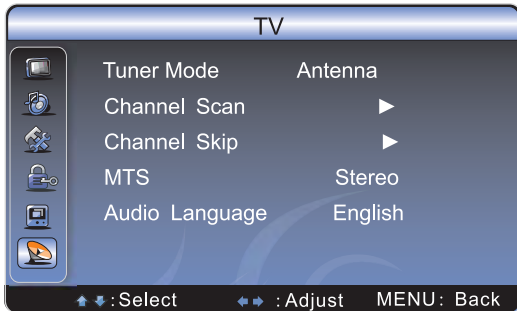 TV
Tuner Mode Antenna
Channel Scan ►
Channel Skip ►
MTS Stereo
Audio Language English
:Select :Adjust MENU: Back